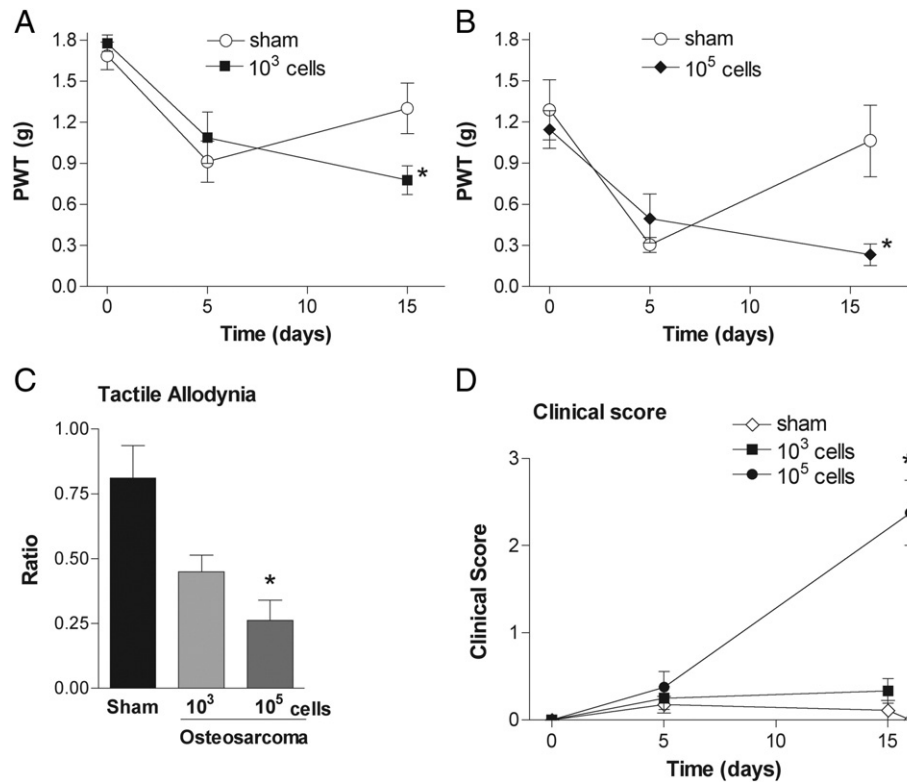 A
B
sham
10³ cells
sham
10⁵ cells
PWT (g)
1.8
1.5
1.2
0.9
0.6
0.3
0.0
0
5
10
15
Time (days)
PWT (g)
1.8
1.5
1.2
0.9
0.6
0.3
0.0
0
5
10
15
Time (days)
*
*
C
Tactile Allodynia
Ratio
1.00
0.75
0.50
0.25
0.00
*
Sham
10³
10⁵ cells
Osteosarcoma
D
Clinical score
sham
10³ cells
10⁵ cells
Clinical Score
3
2
1
0
*
0
5
10
15
Time (days)